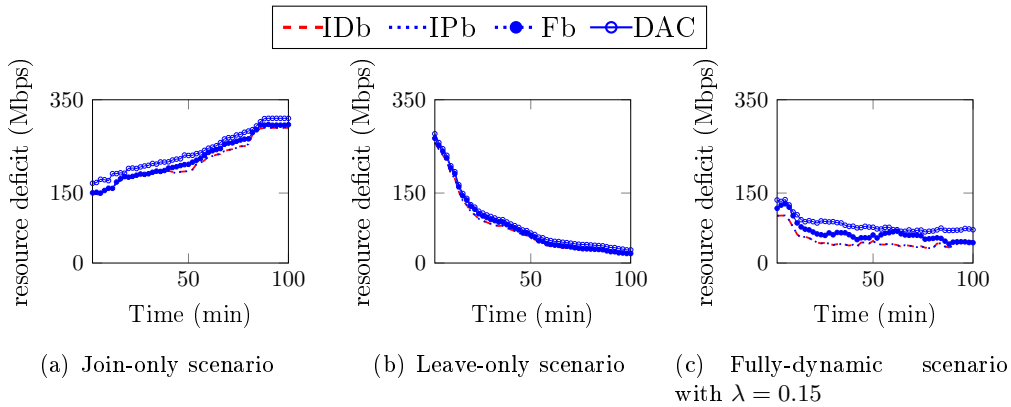 IDb IPb Fb DAC
350
150
0
50
100
resource deficit (Mbps)
Time (min)
(a) Join-only scenario
350
150
0
50
100
resource deficit (Mbps)
Time (min)
(b) Leave-only scenario
350
150
0
50
100
resource deficit (Mbps)
Time (min)
(c) Fully-dynamic scenario
with λ = 0.15